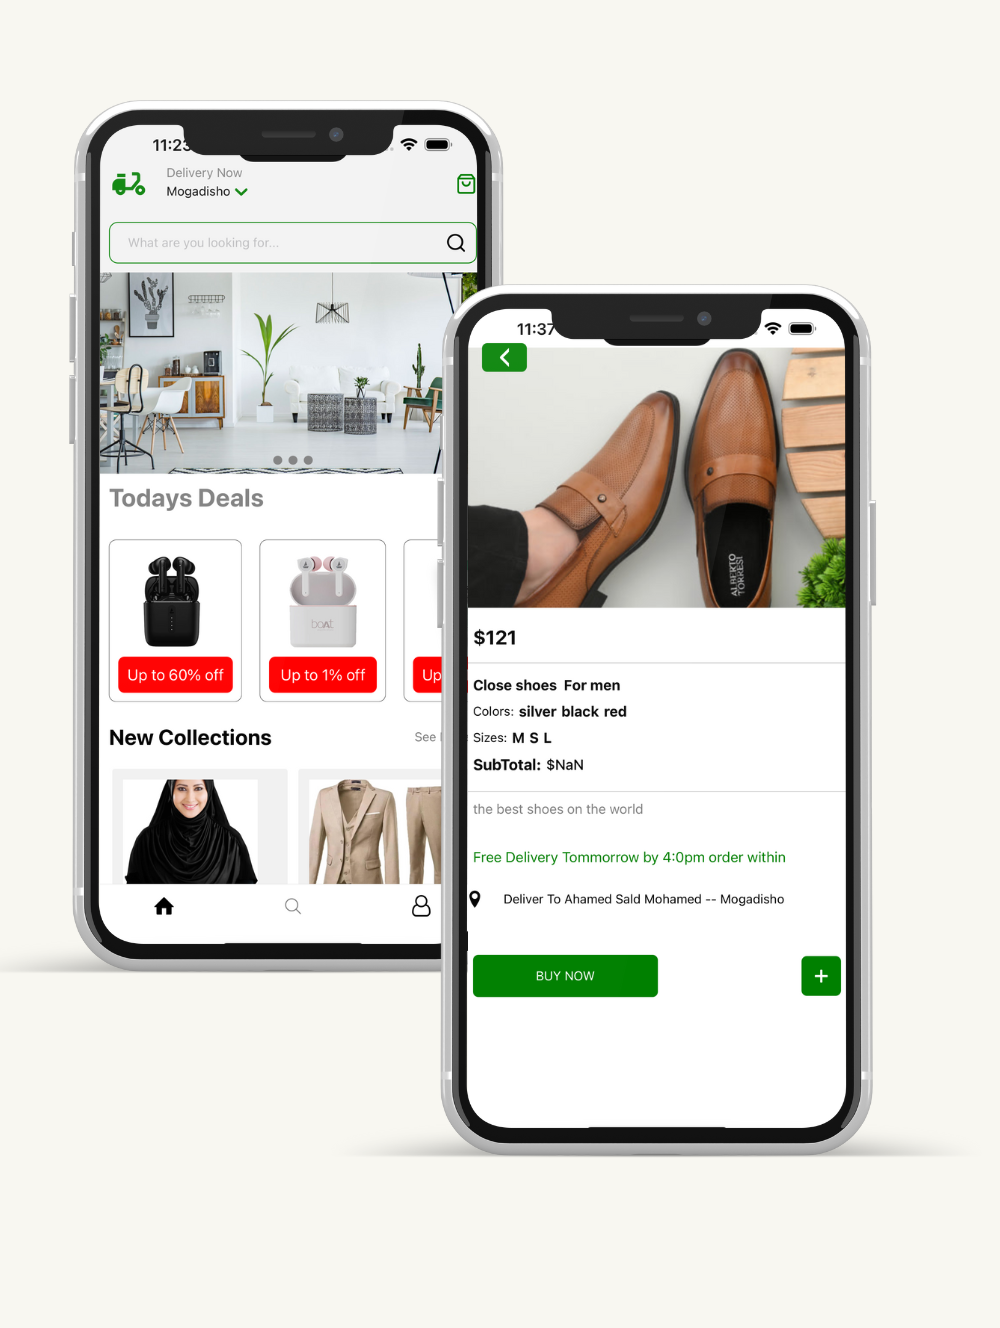 11:23
Delivery Now
Mogadisho
What are you looking for...
Todays Deals
boAt
Up to 60% off
Up to 1% off
Up
New Collections
See
11:37
ALBERTO
TORRESI
$121
Close shoes For men
Colors: silver black red
Sizes: M S L
SubTotal: $NaN
the best shoes on the world
Free Delivery Tommorrow by 4:0pm order within
Deliver To Ahamed Sald Mohamed -- Mogadisho
BUY NOW
+